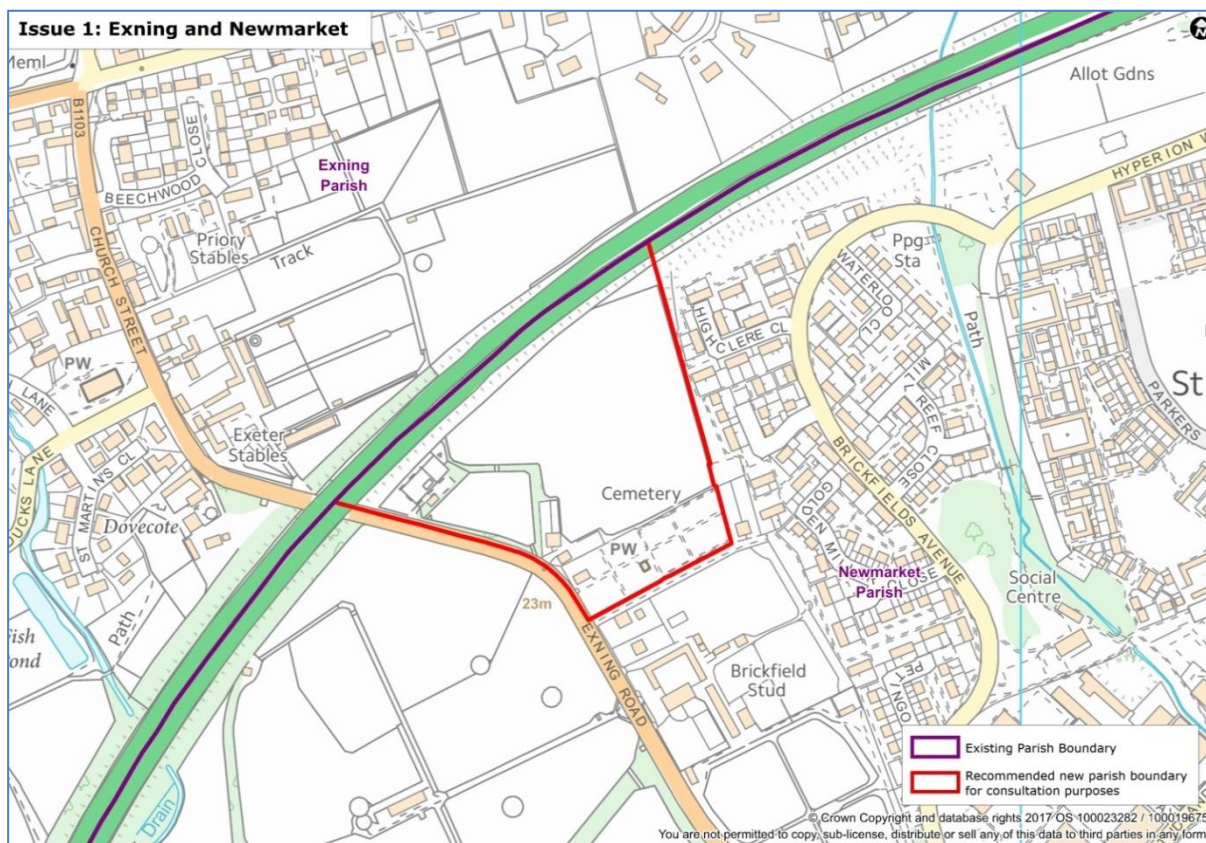 Issue 1: Exning and Newmarket
Meml
B1103
BEECHWOOD CLOSE
Exning
Parish
Allot Gdns
HYPERION W
CHURCH STREET
Priory
Stables
Track
Ppg
Sta
WATERLOO
CL
HIGHCLERE CL
Path
MILL REEF CLOSE
St
PARKERS
PW
LANE
DUCKS LANE
ST MARTINS CL
Exeter
Stables
Dovecote
Cemetery
PW
BRICKFIELDS AVENUE
GOLDEN MILLER CLOSE
Newmarket
Parish
Social
Centre
23m
EXNING ROAD
Path
Fish
Pond
Brickfield
Stud
PETINGO
Drain
Existing Parish Boundary
Recommended new parish boundary
for consultation purposes
© Crown Copyright and database rights 2017 OS 100023282 / 100019675
You are not permitted to copy, sub-license, distribute or sell any of this data to third parties in any form